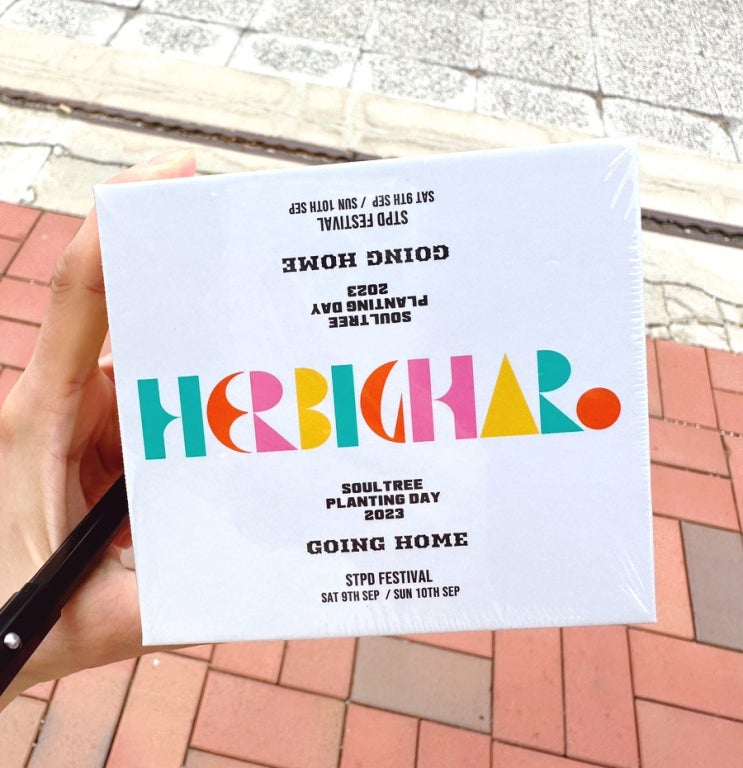 SOULTREE
PLANTING DAY
2023
GOING HOME
STPD FESTIVAL
SAT 9TH SEP / SUN 10TH SEP
HERBIGHAR.
SOULTREE
PLANTING DAY
2023
GOING HOME
STPD FESTIVAL
SAT 9TH SEP / SUN 10TH SEP